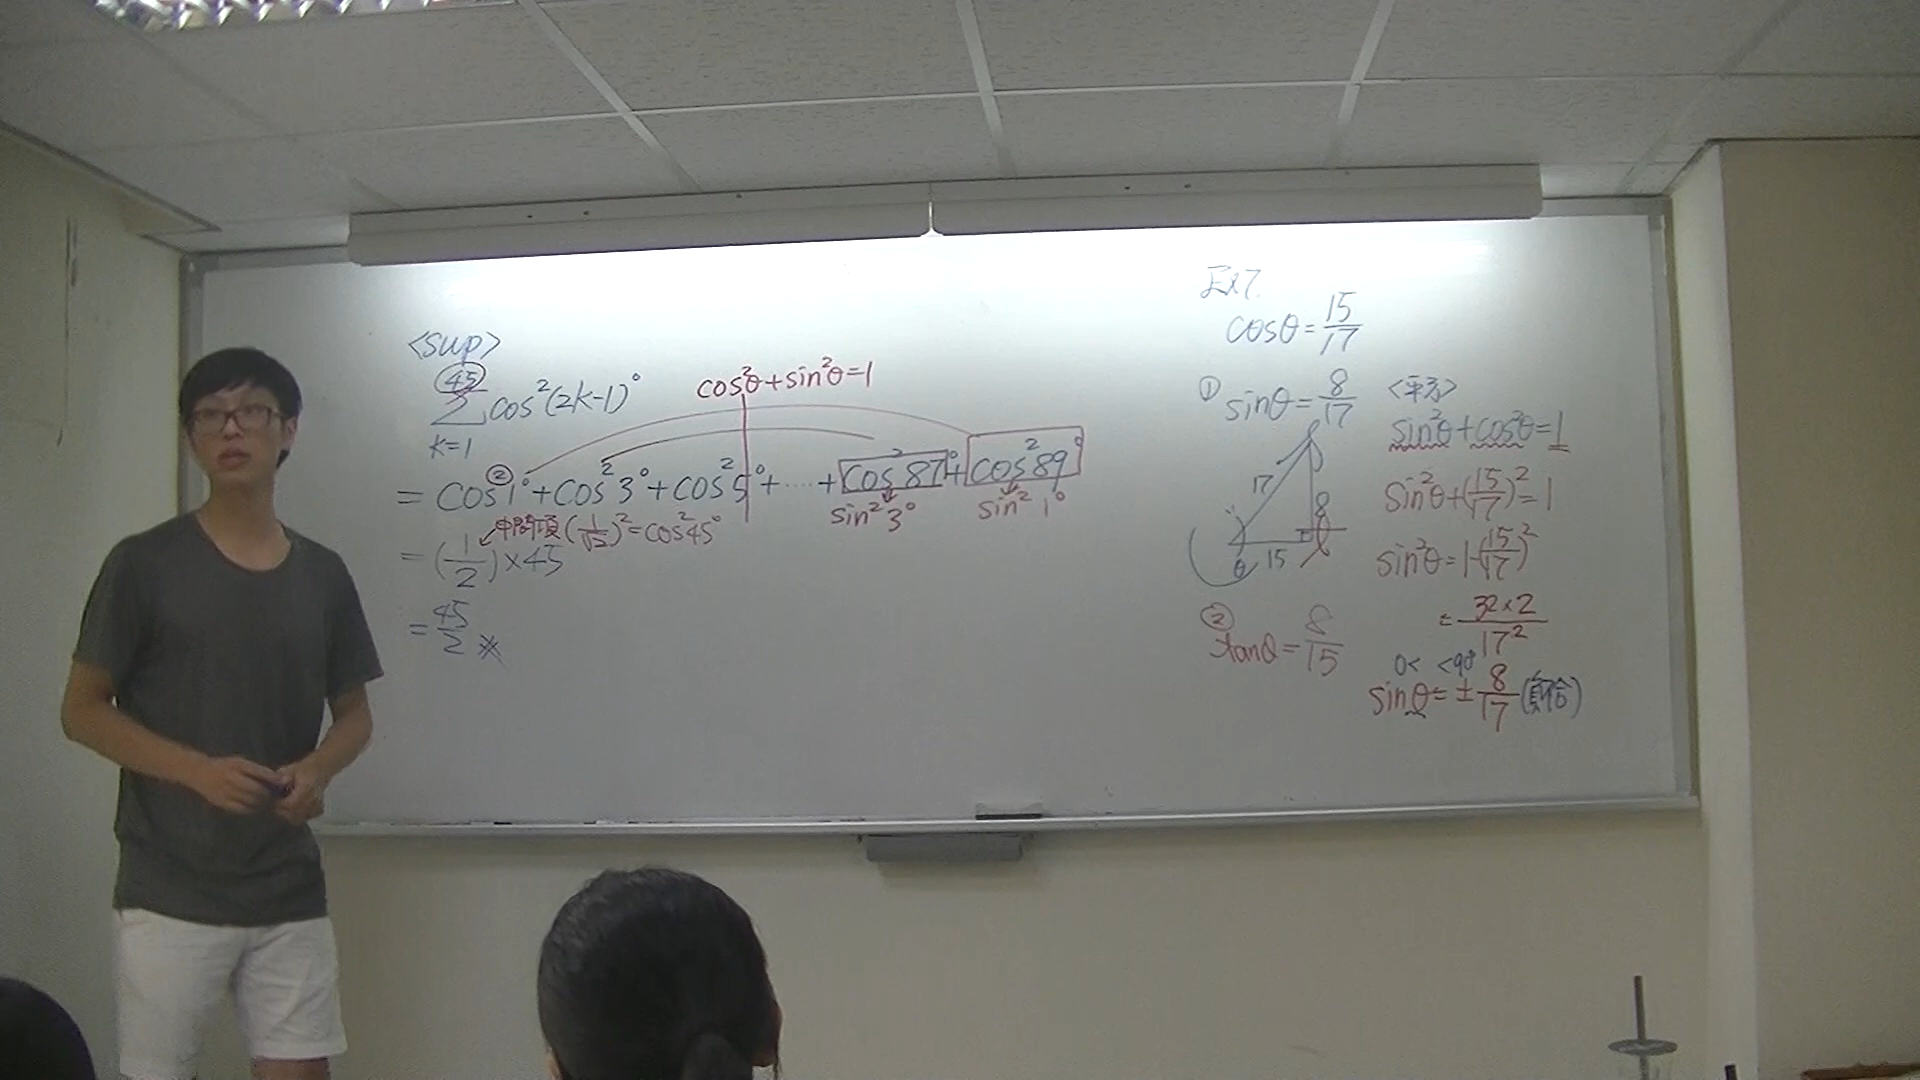 <sup>
45
Σ cos²(2k-1)°
k=1
cos²θ+sin²θ=1
= cos²1°+cos²3°+cos²5°+·····+cos²87°+cos²89°
sin²3° sin²1°
中間項(1/√2)²=cos²45°
= (1/2)×45
= 45/2 ※
Ex7.
cosθ=15/17
① sinθ=8/17
17
8
15
θ
② tanθ=8/15
<平方>
sin²θ+cos²θ=1
sin²θ+(15/17)²=1
sin²θ=1-(15/17)²
= 32×2/17²
0< <90°
sinθ=±8/17 (負不合)